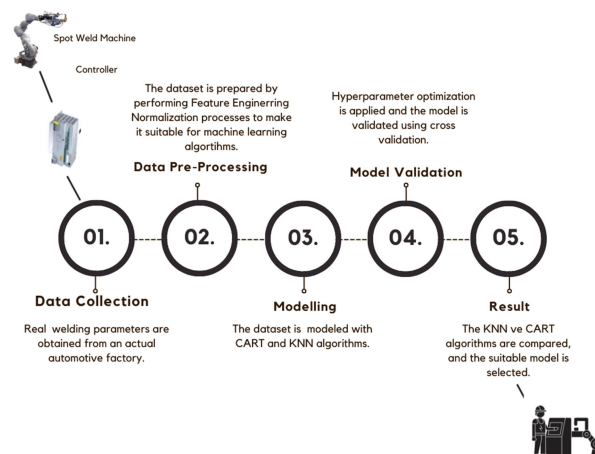 Spot Weld Machine
Controller
The dataset is prepared by
performing Feature Enginerring
Normalization processes to make
it suitable for machine learning
algortihms.
Data Pre-Processing
Hyperparameter optimization
is applied and the model is
validated using cross
validation.
Model Validation
01.
02.
03.
04.
05.
Data Collection
Real welding parameters are
obtained from an actual
automotive factory.
Modelling
The dataset is modeled with
CART and KNN algorithms.
Result
The KNN ve CART
algorithms are compared,
and the suitable model is
selected.